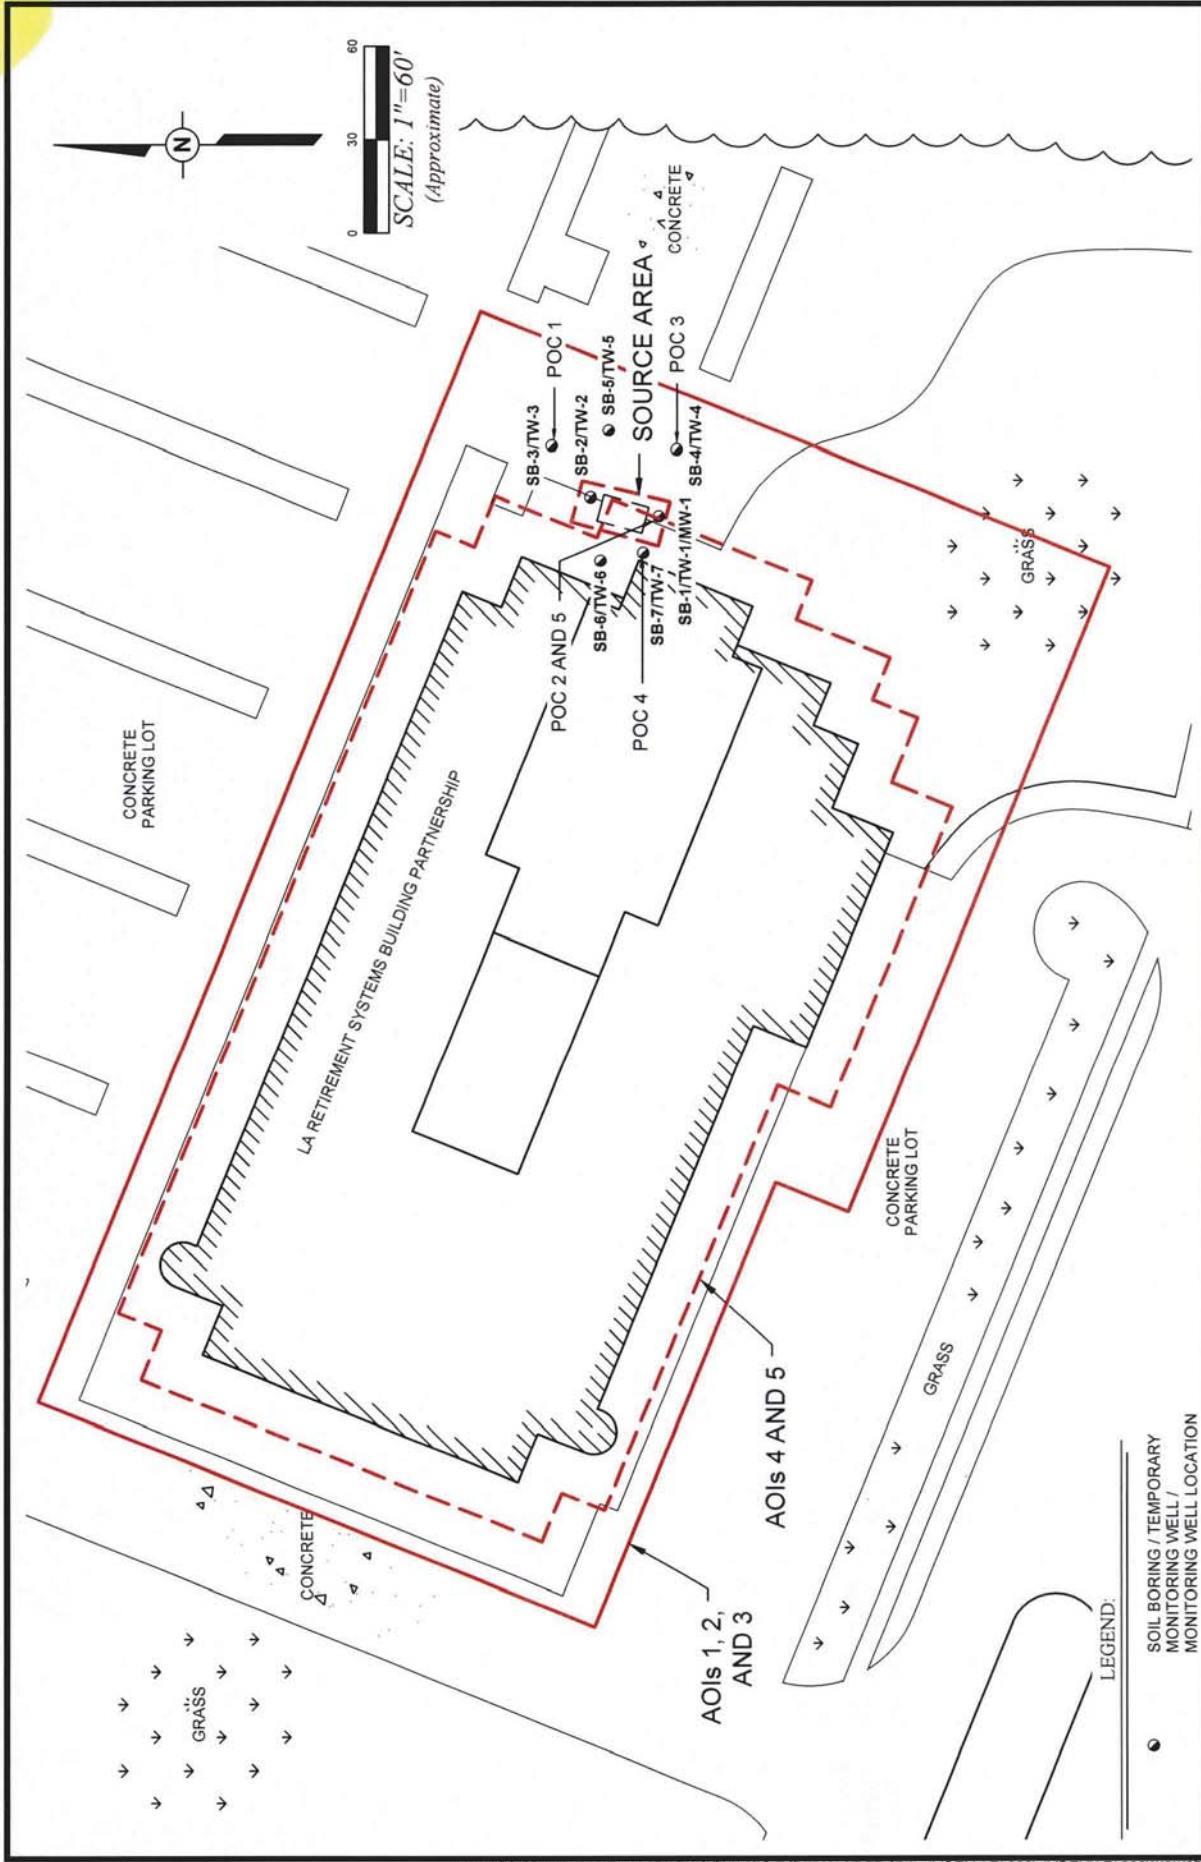 N
0 30 60
SCALE: 1"=60'
(Approximate)
CONCRETE
PARKING LOT
LA RETIREMENT SYSTEMS BUILDING PARTNERSHIP
SB-3/TW-3
POC 1
SB-2/TW-2
SB-5/TW-5
SOURCE AREA
CONCRETE
POC 3
SB-4/TW-4
POC 2 AND 5
SB-6/TW-6
POC 4
SB-7/TW-7
SB-1/TW-1/MW-1
GRASS
CONCRETE
GRASS
CONCRETE
PARKING LOT
GRASS
AOIs 4 AND 5
AOIs 1, 2,
AND 3
LEGEND:
SOIL BORING / TEMPORARY
MONITORING WELL /
MONITORING WELL LOCATION